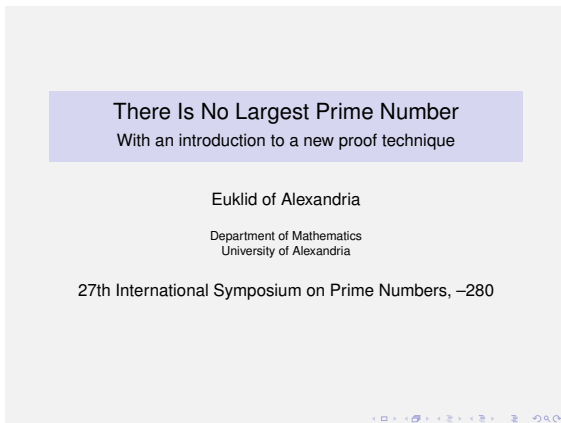 There Is No Largest Prime Number
With an introduction to a new proof technique
Euklid of Alexandria
Department of Mathematics
University of Alexandria
27th International Symposium on Prime Numbers, –280